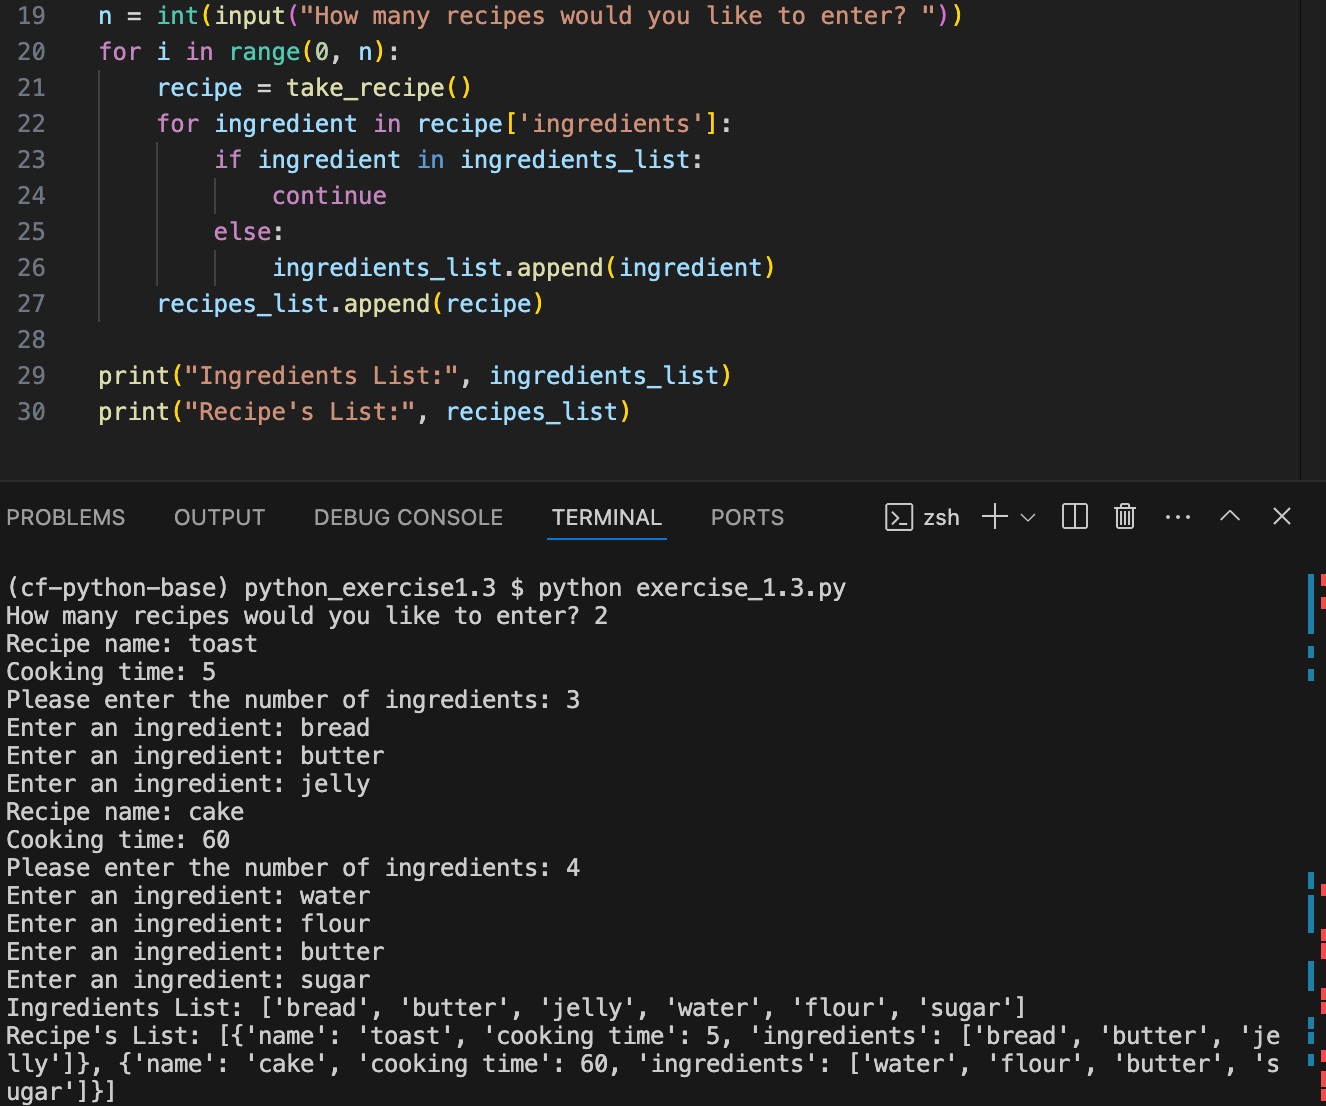 19 n = int(input("How many recipes would you like to enter? "))
20 for i in range(0, n):
21     recipe = take_recipe()
22     for ingredient in recipe['ingredients']:
23         if ingredient in ingredients_list:
24             continue
25         else:
26             ingredients_list.append(ingredient)
27     recipes_list.append(recipe)
28
29 print("Ingredients List:", ingredients_list)
30 print("Recipe's List:", recipes_list)
PROBLEMS OUTPUT DEBUG CONSOLE TERMINAL PORTS zsh
(cf-python-base) python_exercise1.3 $ python exercise_1.3.py
How many recipes would you like to enter? 2
Recipe name: toast
Cooking time: 5
Please enter the number of ingredients: 3
Enter an ingredient: bread
Enter an ingredient: butter
Enter an ingredient: jelly
Recipe name: cake
Cooking time: 60
Please enter the number of ingredients: 4
Enter an ingredient: water
Enter an ingredient: flour
Enter an ingredient: butter
Enter an ingredient: sugar
Ingredients List: ['bread', 'butter', 'jelly', 'water', 'flour', 'sugar']
Recipe's List: [{'name': 'toast', 'cooking time': 5, 'ingredients': ['bread', 'butter', 'je
lly']}, {'name': 'cake', 'cooking time': 60, 'ingredients': ['water', 'flour', 'butter', 's
ugar']}]